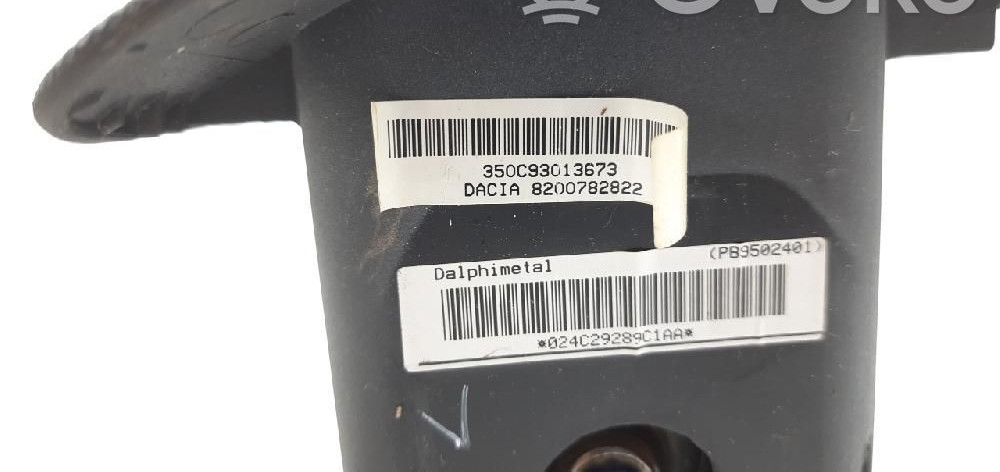 350C93013673
DACIA 8200782822
Dalphimetal
(PB9502401)
*024C29289C1AA*